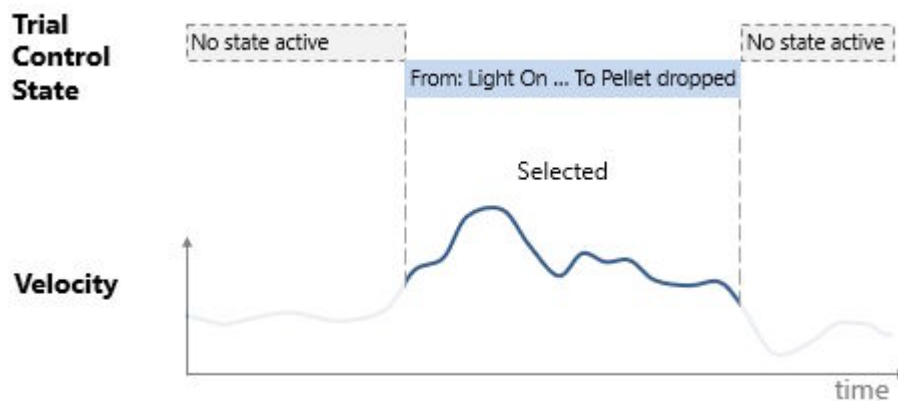 Trial
Control
State
No state active
No state active
From: Light On ... To Pellet dropped
Selected
Velocity
time